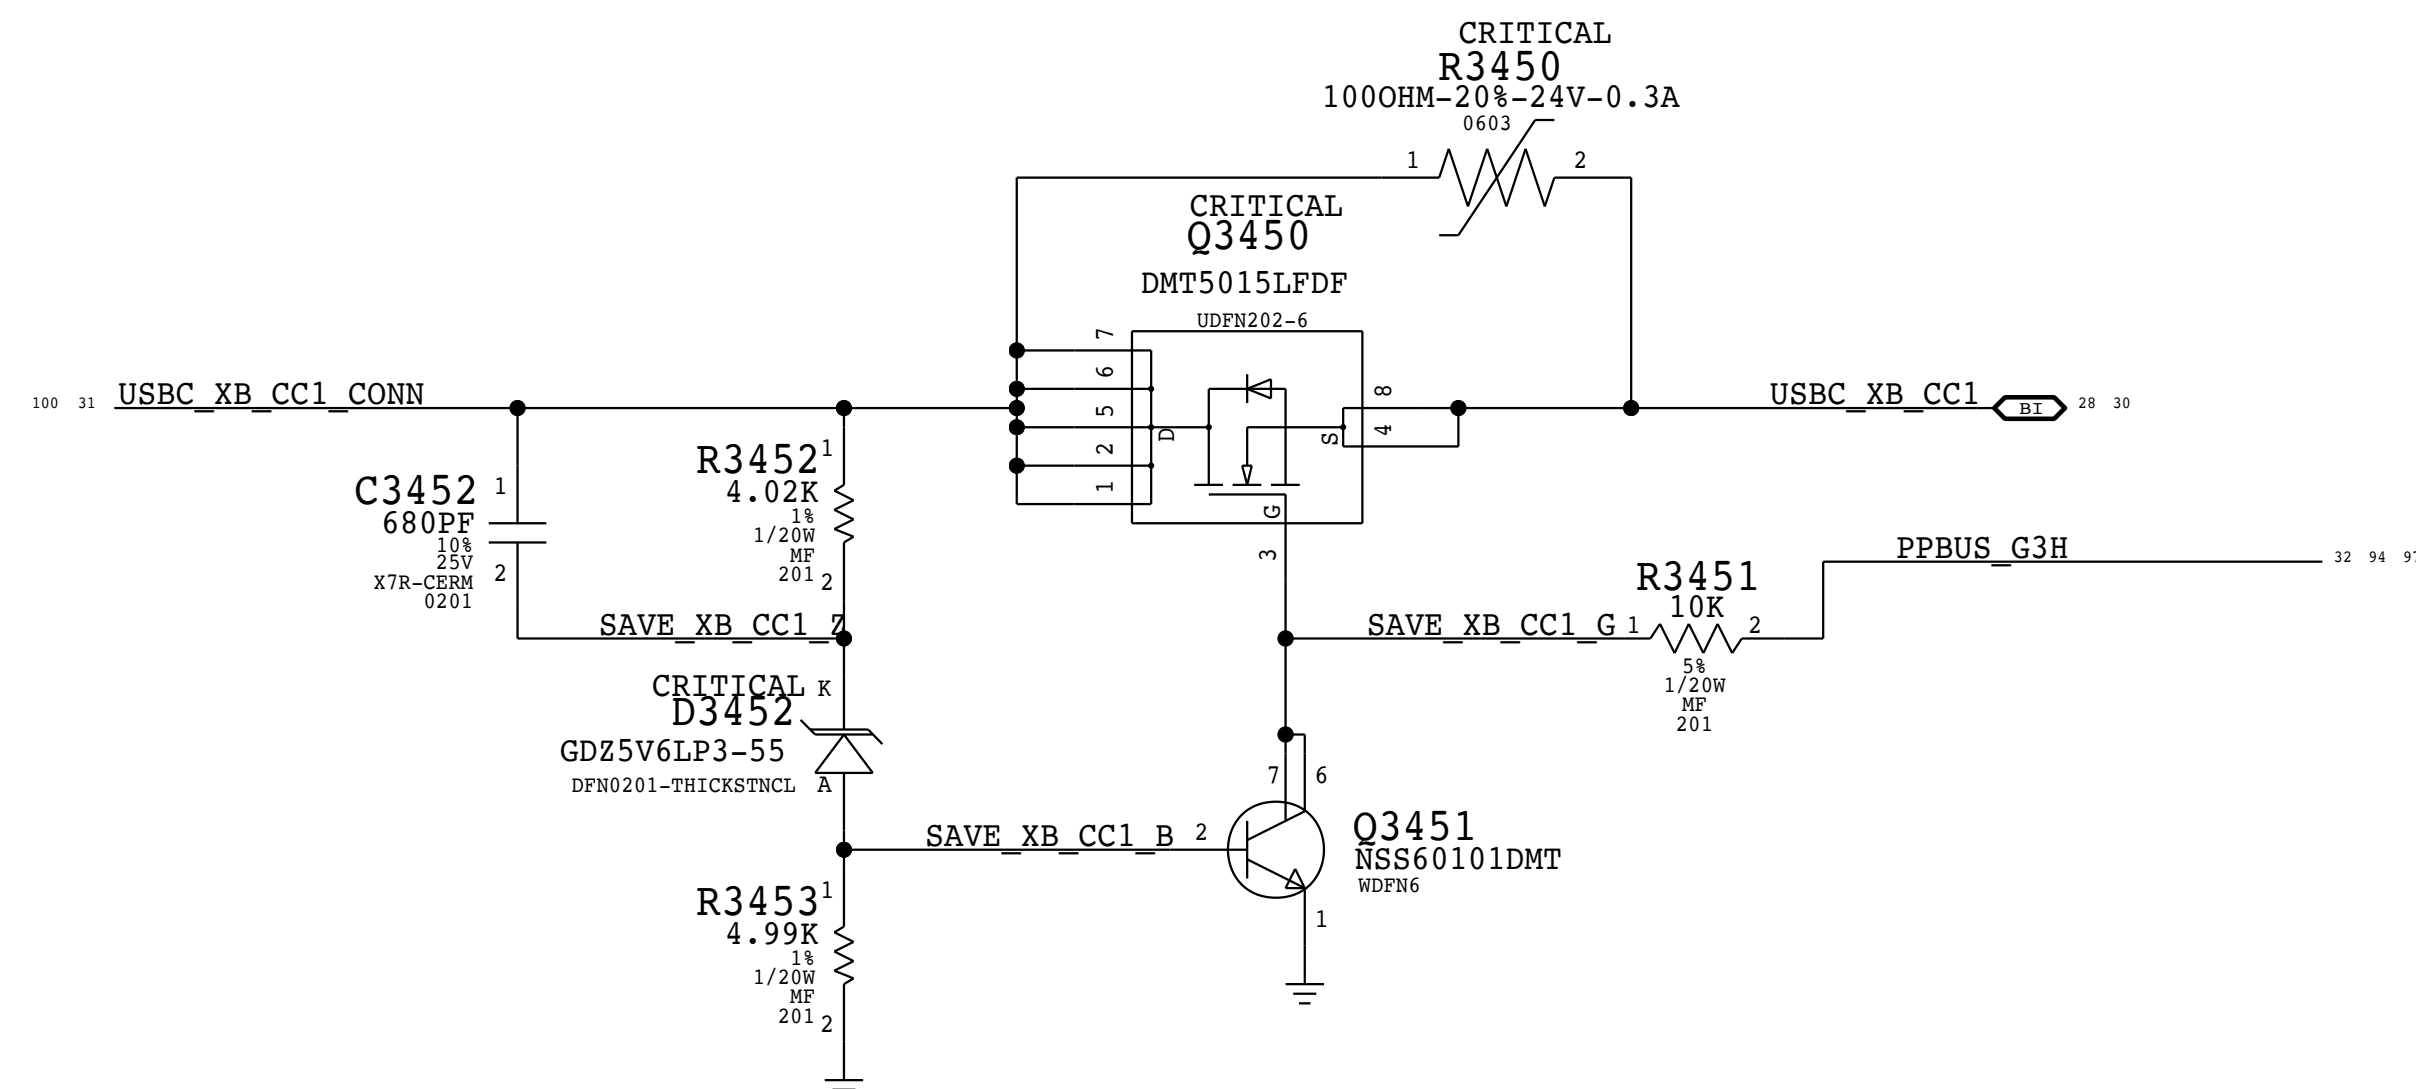 CRITICAL
R3450
100OHM-20%-24V-0.3A
0603
1
2
CRITICAL
Q3450
DMT5015LFDF
UDFN202-6
7
6
5
2
1
D
S
G
8
4
3
100 31 USBC_XB_CC1_CONN
USBC_XB_CC1 BI 28 30
C3452
680PF
10%
25V
X7R-CERM
0201
1
2
R3452
4.02K
1%
1/20W
MF
201
1
2
PPBUS_G3H 32 94
R3451
10K
SAVE_XB_CC1_G 1
2
5%
1/20W
MF
201
SAVE_XB_CC1_Z
CRITICAL K
D3452
GDZ5V6LP3-55
DFN0201-THICKSTNCL A
7 6
SAVE_XB_CC1_B 2
Q3451
NSS60101DMT
WDFN6
1
R3453
4.99K
1%
1/20W
MF
201
1
2